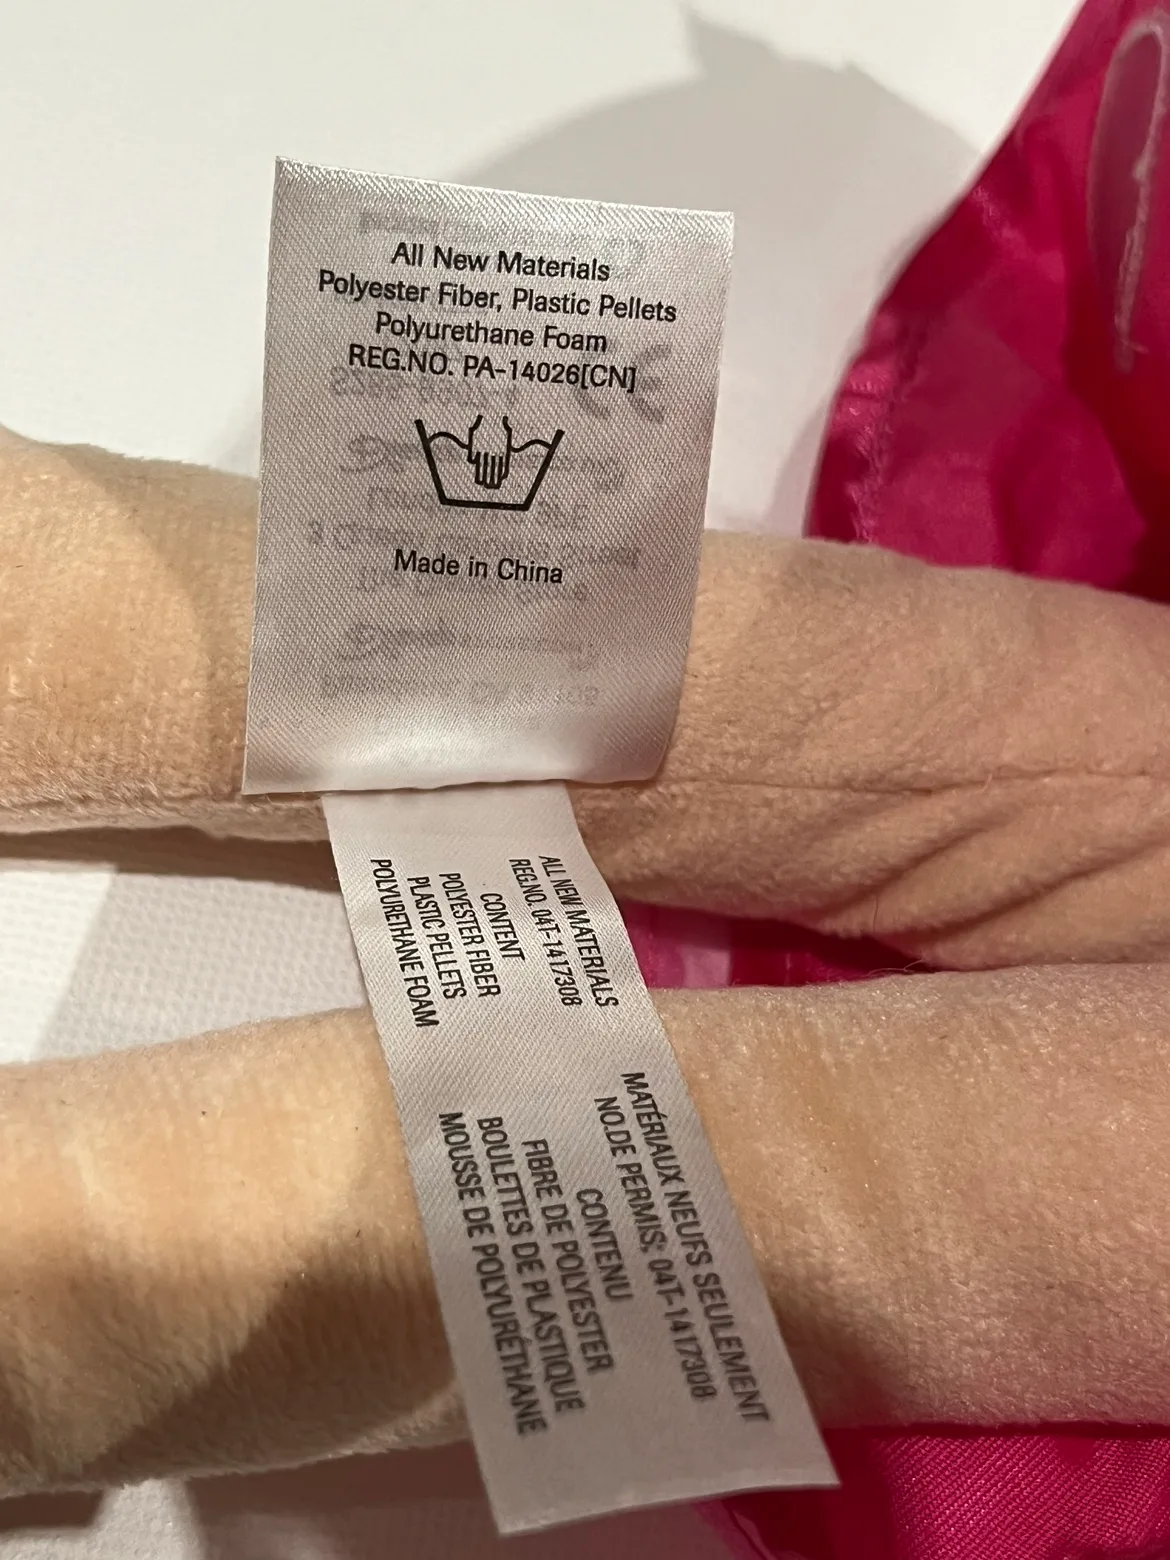 All New Materials
Polyester Fiber, Plastic Pellets
Polyurethane Foam
REG.NO. PA-14026[CN]
Made in China
ALL NEW MATERIALS
REG.NO. 04T-1417308
CONTENT
POLYESTER FIBER
PLASTIC PELLETS
POLYURETHANE FOAM
MATÉRIAUX NEUFS SEULEMENT
NO.DE PERMIS: 04T-1417308
CONTENU
FIBRE DE POLYESTER
BOULETTES DE PLASTIQUE
MOUSSE DE POLYURÉTHANE